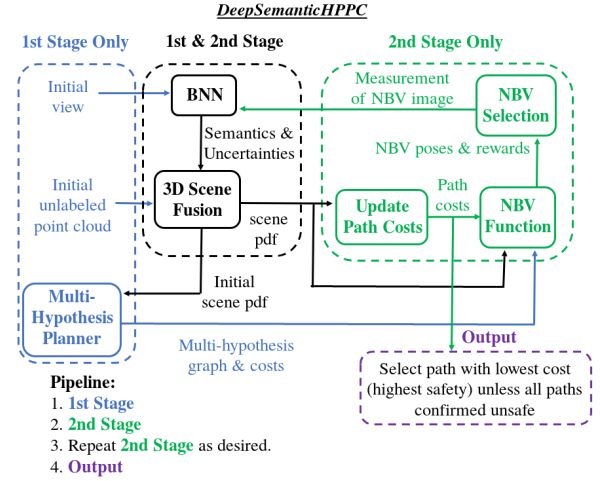 DeepSemanticHPPC
1st Stage Only
1st & 2nd Stage
2nd Stage Only
Initial
view
BNN
Measurement
of NBV image
NBV
Selection
Semantics &
Uncertainties
NBV poses & rewards
Initial
unlabeled
point cloud
3D Scene
Fusion
scene
pdf
Update
Path Costs
Path
costs
NBV
Function
Initial
scene pdf
Multi-
Hypothesis
Planner
Multi-hypothesis
graph & costs
Output
Select path with lowest cost
(highest safety) unless all paths
confirmed unsafe
Pipeline:
1. 1st Stage
2. 2nd Stage
3. Repeat 2nd Stage as desired.
4. Output